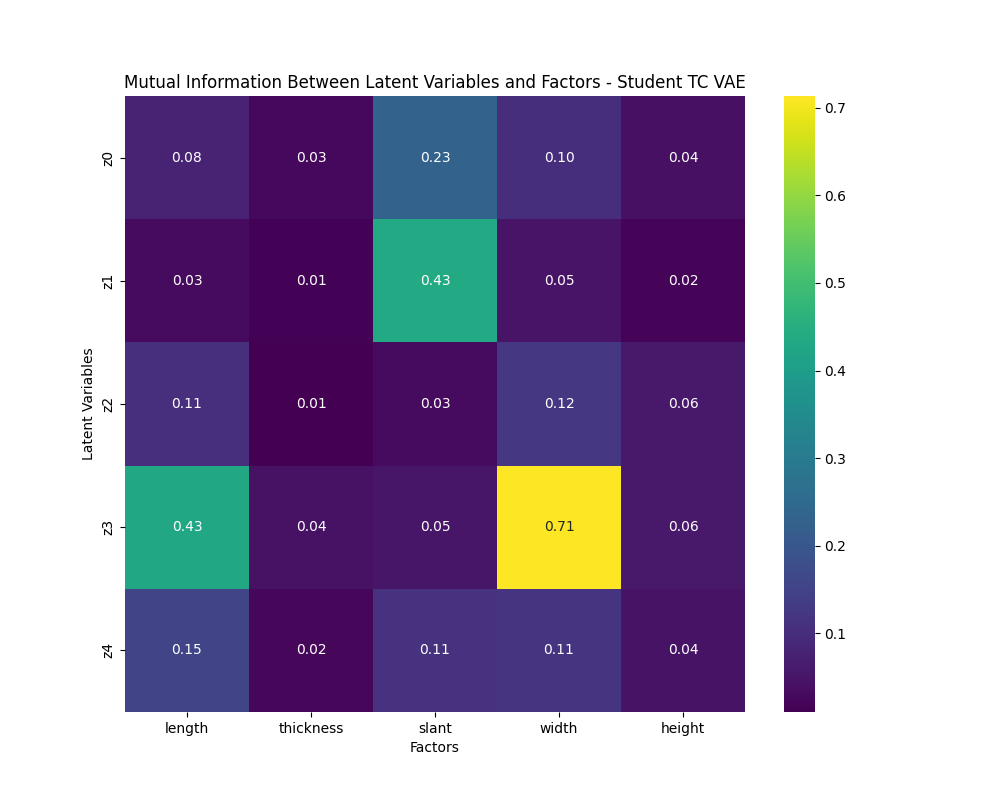 Mutual Information Between Latent Variables and Factors - Student TC VAE
z0 0.08 0.03 0.23 0.10 0.04
z1 0.03 0.01 0.43 0.05 0.02
z2 0.11 0.01 0.03 0.12 0.06
z3 0.43 0.04 0.05 0.71 0.06
z4 0.15 0.02 0.11 0.11 0.04
length thickness slant width height
Factors
Latent Variables
0.7
0.6
0.5
0.4
0.3
0.2
0.1